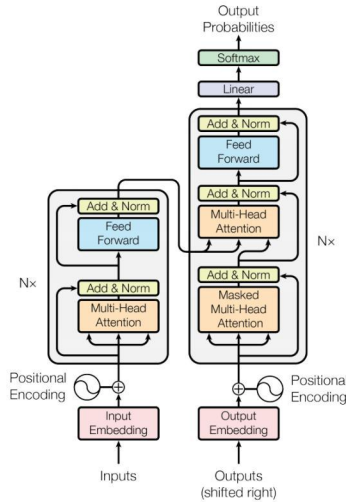 Output
Probabilities
Softmax
Linear
Add & Norm
Feed
Forward
Add & Norm
Multi-Head
Attention
Add & Norm
Masked
Multi-Head
Attention
N×
Add & Norm
Feed
Forward
N×
Add & Norm
Multi-Head
Attention
Positional
Encoding
Positional
Encoding
Input
Embedding
Output
Embedding
Inputs
Outputs
(shifted right)